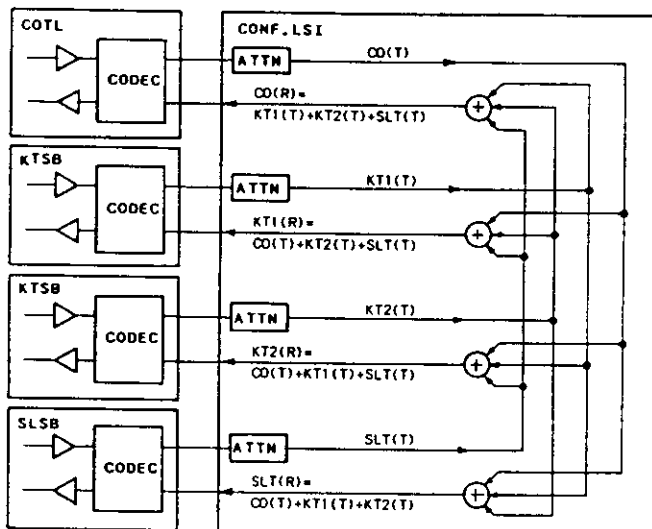 COTL
CONF.LSI
CODEC
ATTN
CO(T)
CO(R)=
KT1(T)+KT2(T)+SLT(T)
+
KTSB
CODEC
ATTN
KT1(T)
KT1(R)=
CO(T)+KT2(T)+SLT(T)
+
KTSB
CODEC
ATTN
KT2(T)
KT2(R)=
CO(T)+KT1(T)+SLT(T)
+
SLSB
CODEC
ATTN
SLT(T)
SLT(R)=
CO(T)+KT1(T)+KT2(T)
+